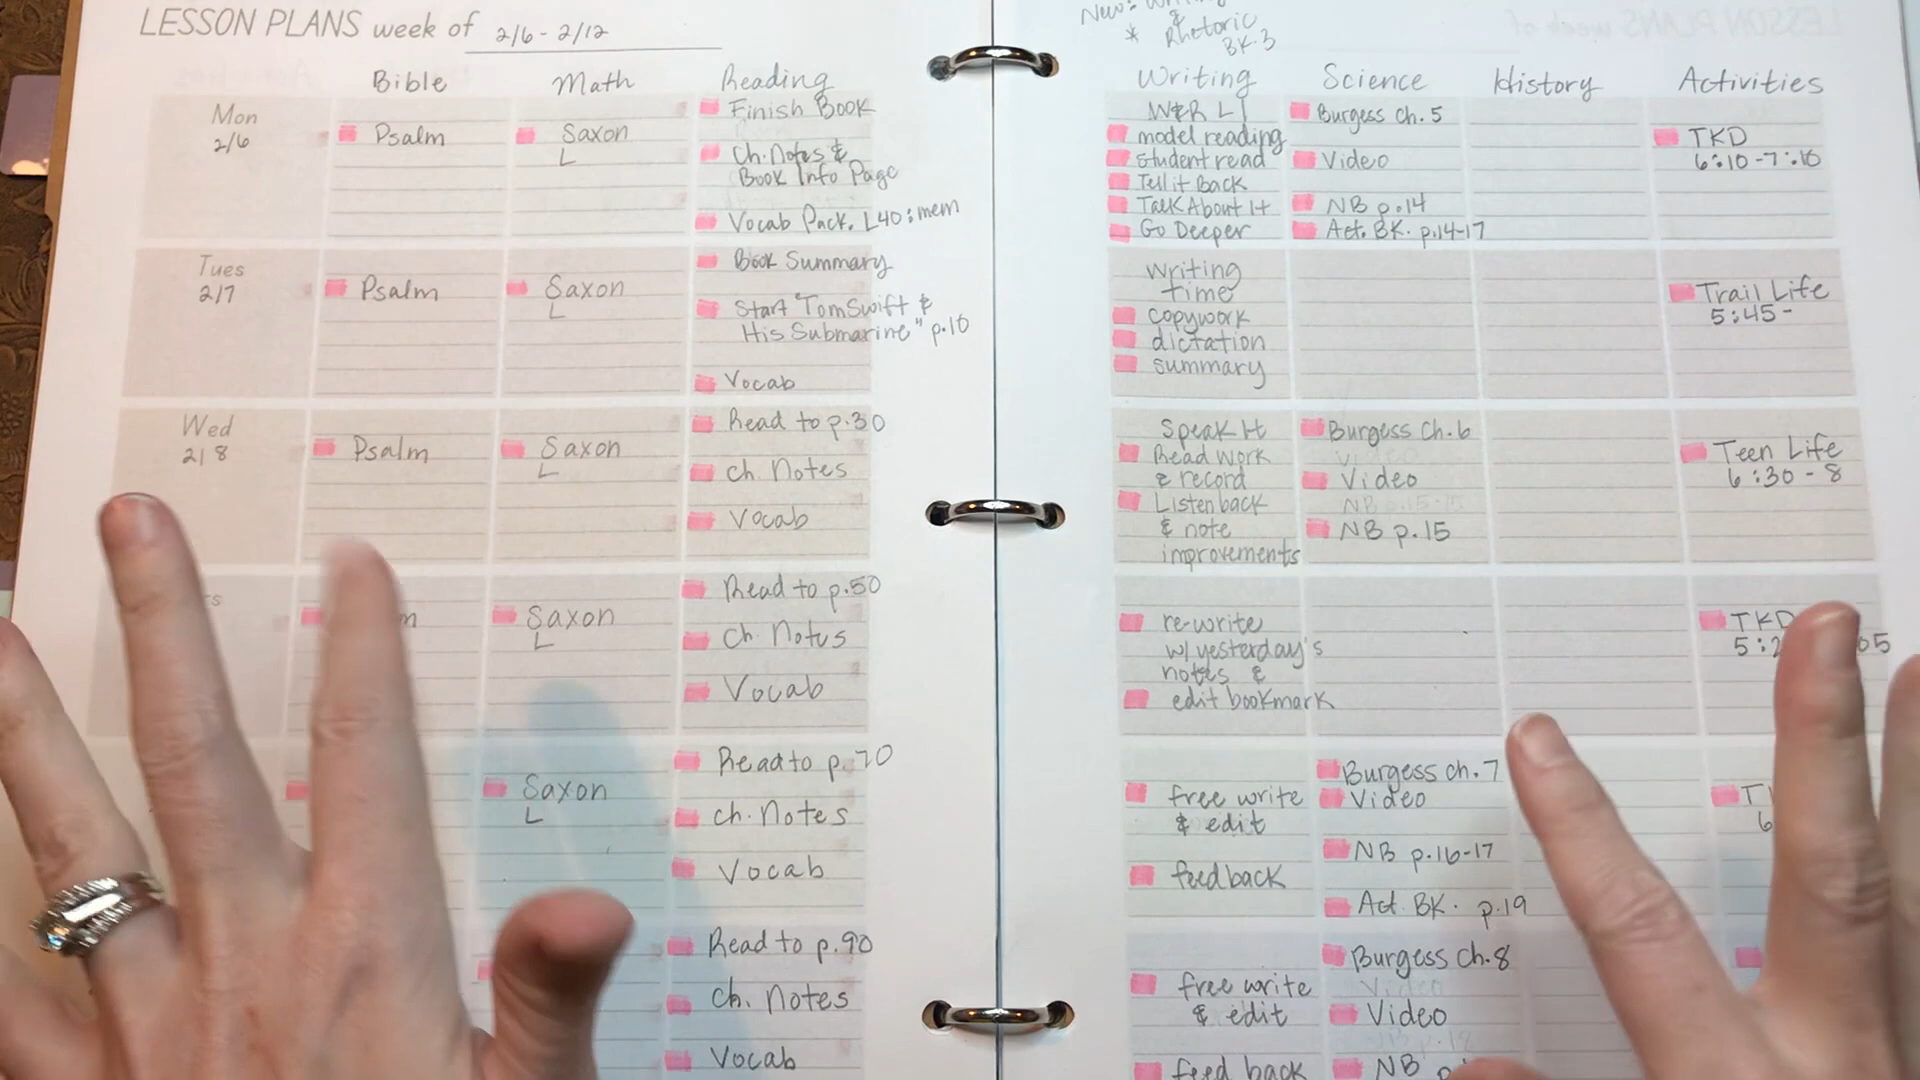 LESSON PLANS week of 2/6 - 2/12
Bible Math Reading
Mon
2/6
Psalm
Saxon
L
Finish Book
Ch. Notes &
Book Info Page
Vocab Pack. L40: mem
Tues
2/7
Psalm
Saxon
L
Book Summary
Start "Tom Swift &
His Submarine" p.10
Vocab
Wed
2/8
Psalm
Saxon
L
Read to p.30
Ch. Notes
Vocab
Saxon
L
Read to p.50
Ch. Notes
Vocab
Saxon
L
Read to p.70
Ch. Notes
Vocab
Read to p.90
Ch. Notes
Vocab
New:
&
* Rhetoric
BK.3
Writing Science History Activities
W&R L1
model reading
student read
Tell it Back
Talk About It
Go Deeper
Burgess Ch. 5
Video
NB p.14
Act. BK. p.14-17
TKD
6:10-7:10
Writing
time
copywork
dictation
summary
Trail Life
5:45-
Speak It
Read work
& record
Listen back
& note
improvements
Burgess Ch. 6
Video
NB p.15
Teen Life
6:30 - 8
re-write
w/ yesterday's
notes &
edit bookmark
TKD
free write
& edit
feedback
Burgess Ch. 7
Video
NB p.16-17
Act. BK. p.19
free write
& edit
feed back
Burgess Ch. 8
Video
NB